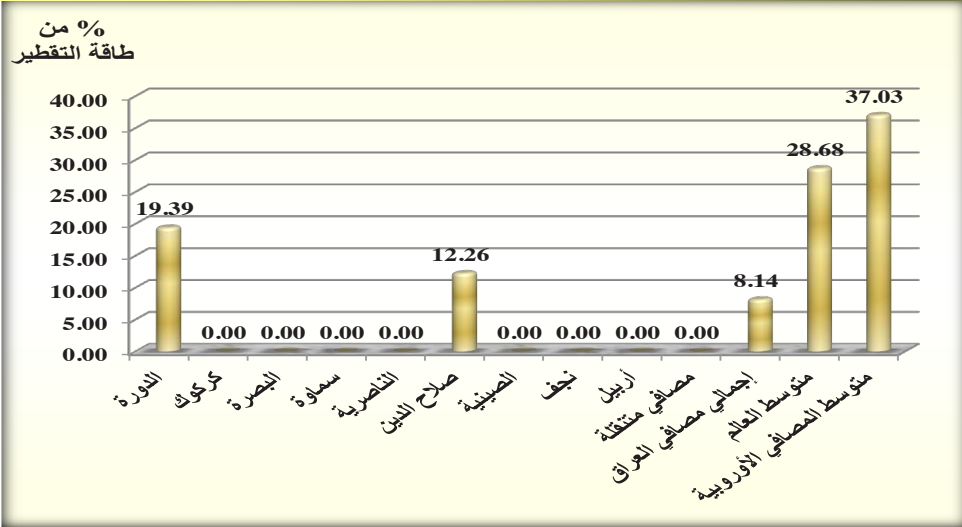 % من
طاقة التقطير
40.00
35.00
30.00
25.00
20.00
15.00
10.00
5.00
0.00
19.39
0.00
0.00
0.00
0.00
12.26
0.00
0.00
0.00
0.00
8.14
28.68
37.03
الدورة
كركوك
البصرة
سماوة
الناصرية
صلاح الدين
الصينية
نجف
أربيل
مصافي متنقلة
إجمالي مصافي العراق
متوسط العالم
متوسط المصافي الأوروبية